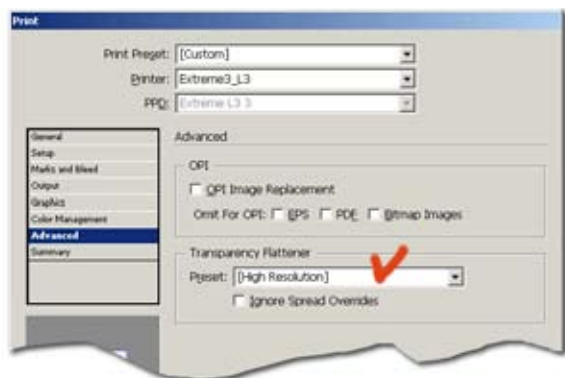 Print
Print Preset: [Custom]
Printer: Extreme3_L3
PPD: Extreme L3 3
General
Setup
Marks and Bleed
Output
Graphics
Color Management
Advanced
Summary
Advanced
OPI
OPI Image Replacement
Omit For OPI: EPS PDF Bitmap Images
Transparency Flattener
Preset: [High Resolution]
Ignore Spread Overrides